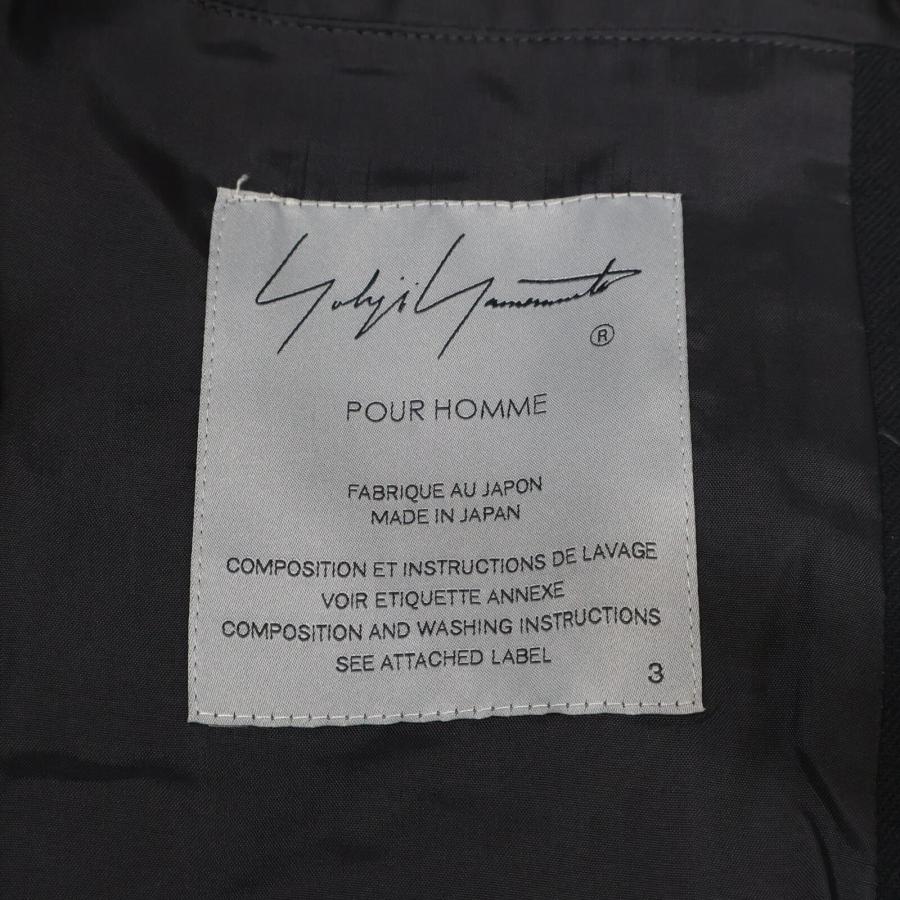 Yohji Yamamoto
®
POUR HOMME
FABRIQUE AU JAPON
MADE IN JAPAN
COMPOSITION ET INSTRUCTIONS DE LAVAGE
VOIR ETIQUETTE ANNEXE
COMPOSITION AND WASHING INSTRUCTIONS
SEE ATTACHED LABEL
3